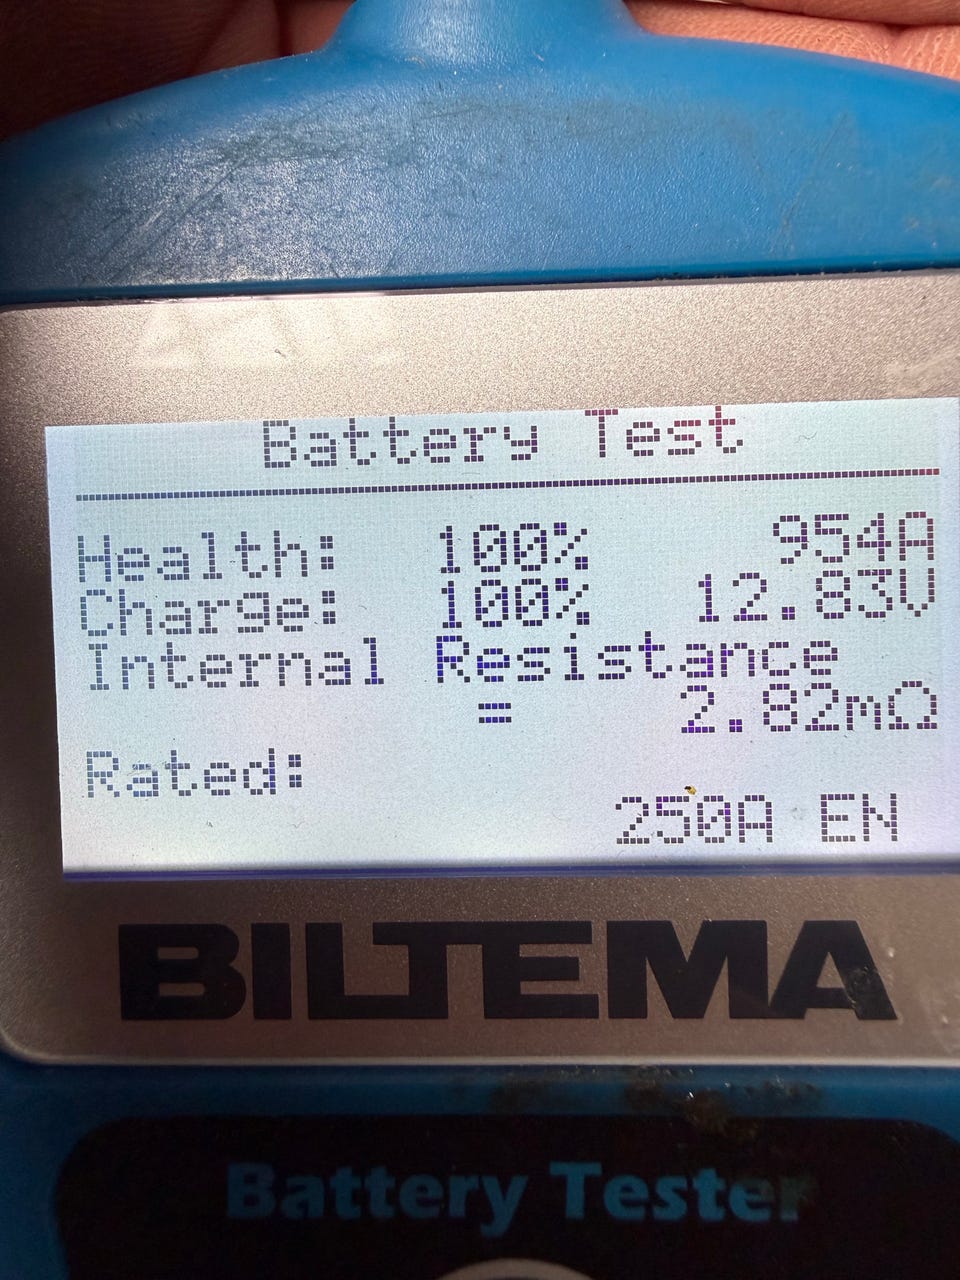 Battery Test
Health: 100% 954A
Charge: 100% 12.83V
Internal Resistance
= 2.82mΩ
Rated:
250A EN
BILTEMA
Battery Tester